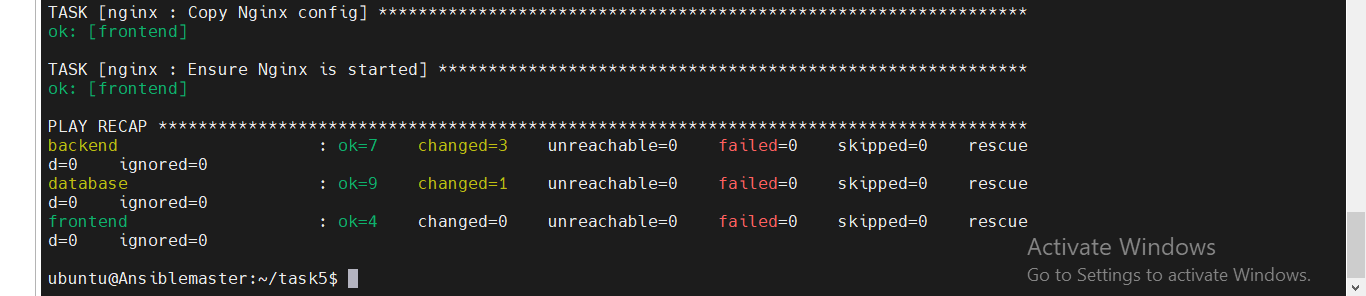 TASK [nginx : Copy Nginx config] *****************************************************************
ok: [frontend]
TASK [nginx : Ensure Nginx is started] ***********************************************************
ok: [frontend]
PLAY RECAP ***************************************************************************************
backend                    : ok=7    changed=3    unreachable=0    failed=0    skipped=0    rescue
d=0    ignored=0
database                   : ok=9    changed=1    unreachable=0    failed=0    skipped=0    rescue
d=0    ignored=0
frontend                   : ok=4    changed=0    unreachable=0    failed=0    skipped=0    rescue
d=0    ignored=0
Activate Windows
Go to Settings to activate Windows.
ubuntu@Ansiblemaster:~/task5$